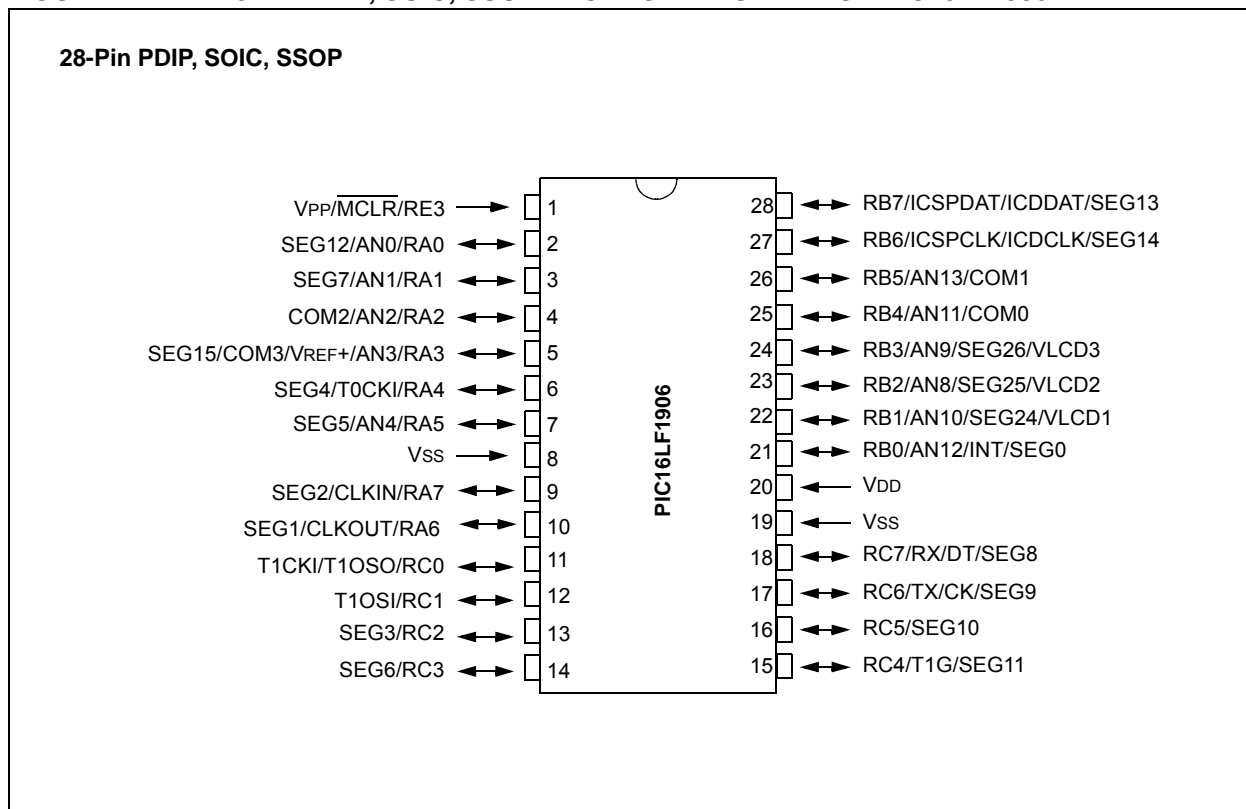 28-Pin PDIP, SOIC, SSOP
VPP/MCLR/RE3 1 28 RB7/ICSPDAT/ICDDAT/SEG13
SEG12/AN0/RA0 2 27 RB6/ICSPCLK/ICDCLK/SEG14
SEG7/AN1/RA1 3 26 RB5/AN13/COM1
COM2/AN2/RA2 4 25 RB4/AN11/COM0
SEG15/COM3/VREF+/AN3/RA3 5 24 RB3/AN9/SEG26/VLCD3
SEG4/T0CKI/RA4 6 23 RB2/AN8/SEG25/VLCD2
SEG5/AN4/RA5 7 22 RB1/AN10/SEG24/VLCD1
VSS 8 21 RB0/AN12/INT/SEG0
SEG2/CLKIN/RA7 9 20 VDD
SEG1/CLKOUT/RA6 10 19 VSS
T1CKI/T1OSO/RC0 11 18 RC7/RX/DT/SEG8
T1OSI/RC1 12 17 RC6/TX/CK/SEG9
SEG3/RC2 13 16 RC5/SEG10
SEG6/RC3 14 15 RC4/T1G/SEG11
PIC16LF1906